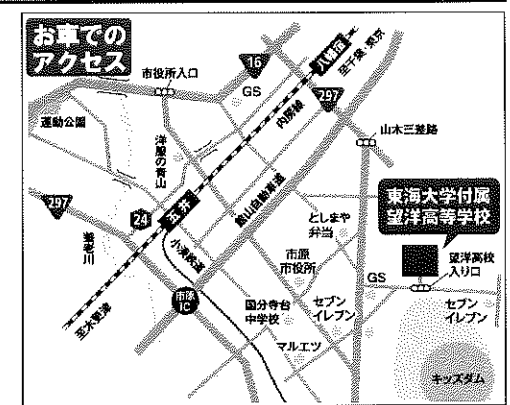 お車での
アクセス
市役所入口
16
GS
八幡宿
至千葉・東京
297
内房線
運動公園
洋服の青山
山木三差路
館山自動車道
東海大学付属
望洋高等学校
297
24
五井
養老川
小湊鉄道
としまや
弁当
市原
市役所
望洋高校
入り口
GS
市原
IC
国分寺台
中学校
セブン
イレブン
セブン
イレブン
至木更津
マルエツ
キッズダム